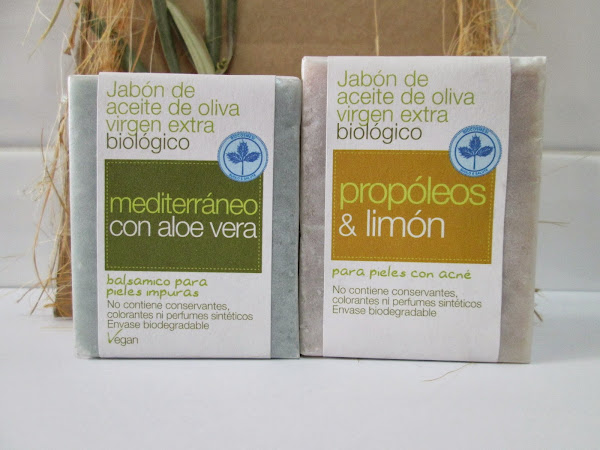 Jabón de
aceite de oliva
virgen extra
biológico
mediterráneo
con aloe vera
balsamico para
pieles impuras
No contiene conservantes,
colorantes ni perfumes sintéticos
Envase biodegradable
Vegan
Jabón de
aceite de oliva
virgen extra
biológico
propóleos
& limón
para pieles con acné
No contiene conservantes,
colorantes ni perfumes sintéticos
Envase biodegradable